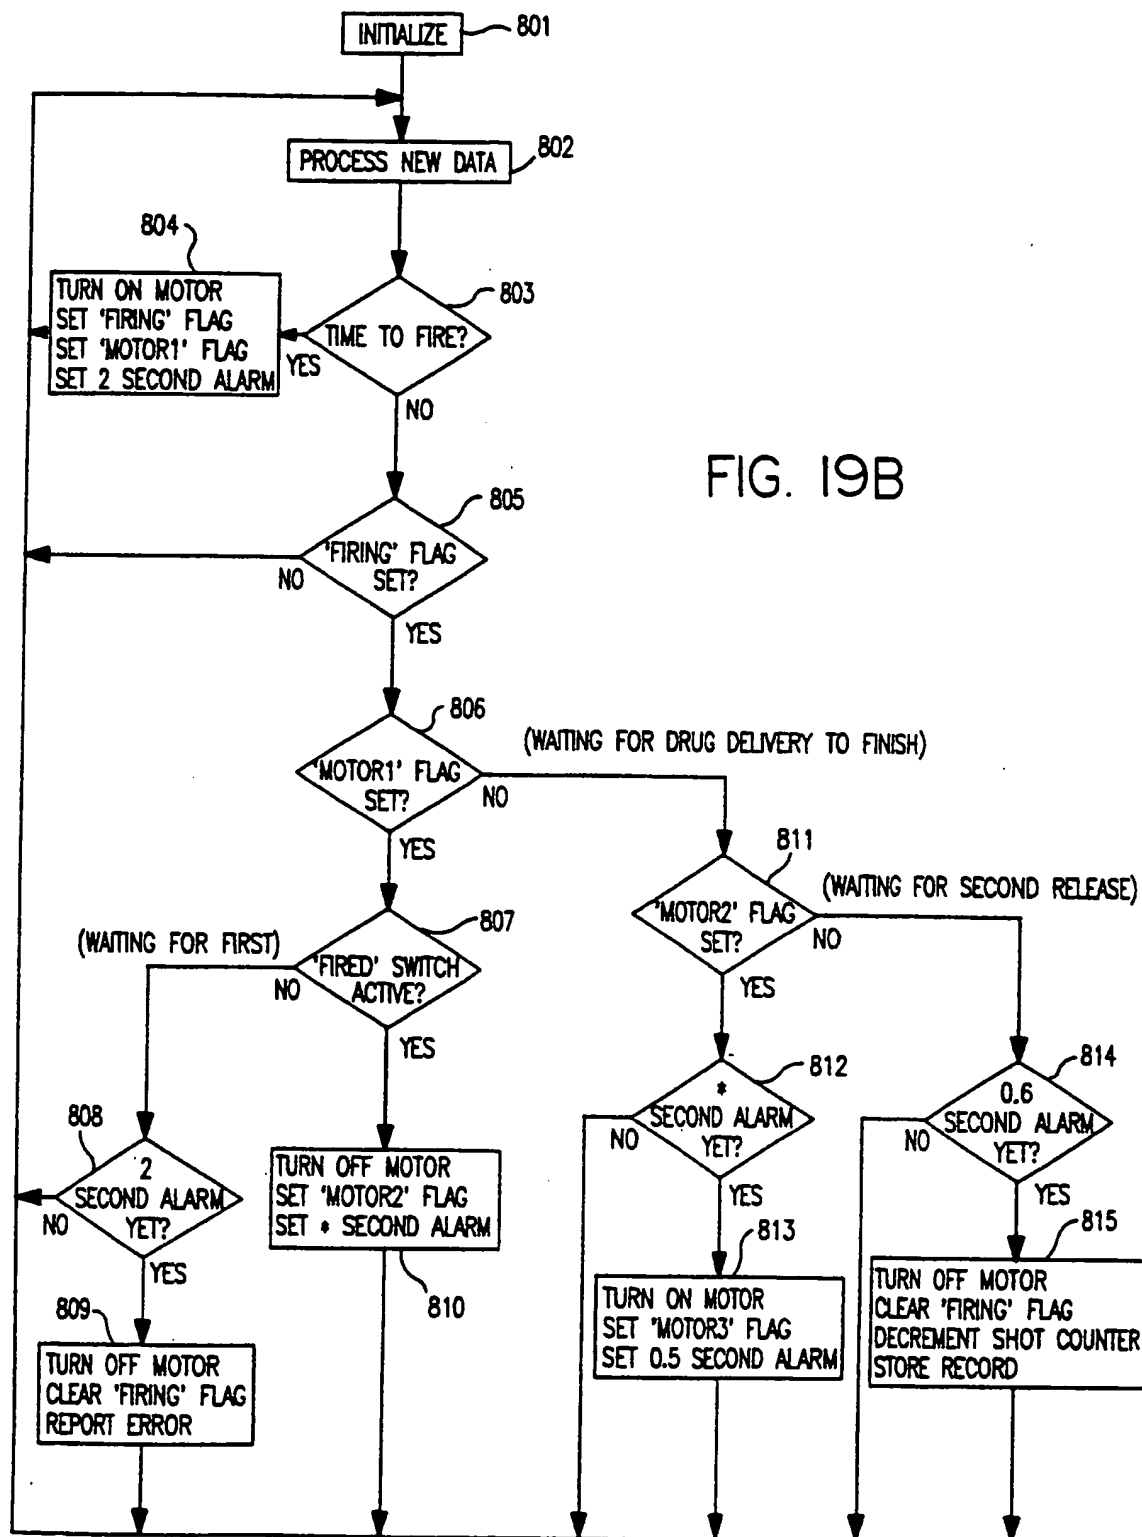 INITIALIZE
801
PROCESS NEW DATA
802
804
TURN ON MOTOR
SET 'FIRING' FLAG
SET 'MOTOR1' FLAG
SET 2 SECOND ALARM
803
TIME TO FIRE?
YES
NO
FIG. 19B
805
'FIRING' FLAG
SET?
NO
YES
806
'MOTOR1' FLAG
SET?
(WAITING FOR DRUG DELIVERY TO FINISH)
NO
YES
811
'MOTOR2' FLAG
SET?
(WAITING FOR SECOND RELEASE)
NO
YES
807
(WAITING FOR FIRST)
'FIRED' SWITCH
ACTIVE?
NO
YES
812
*
SECOND ALARM
YET?
NO
YES
814
0.6
SECOND ALARM
YET?
NO
YES
808
2
SECOND ALARM
YET?
NO
YES
TURN OFF MOTOR
SET 'MOTOR2' FLAG
SET * SECOND ALARM
810
813
TURN ON MOTOR
SET 'MOTOR3' FLAG
SET 0.5 SECOND ALARM
815
TURN OFF MOTOR
CLEAR 'FIRING' FLAG
DECREMENT SHOT COUNTER
STORE RECORD
809
TURN OFF MOTOR
CLEAR 'FIRING' FLAG
REPORT ERROR